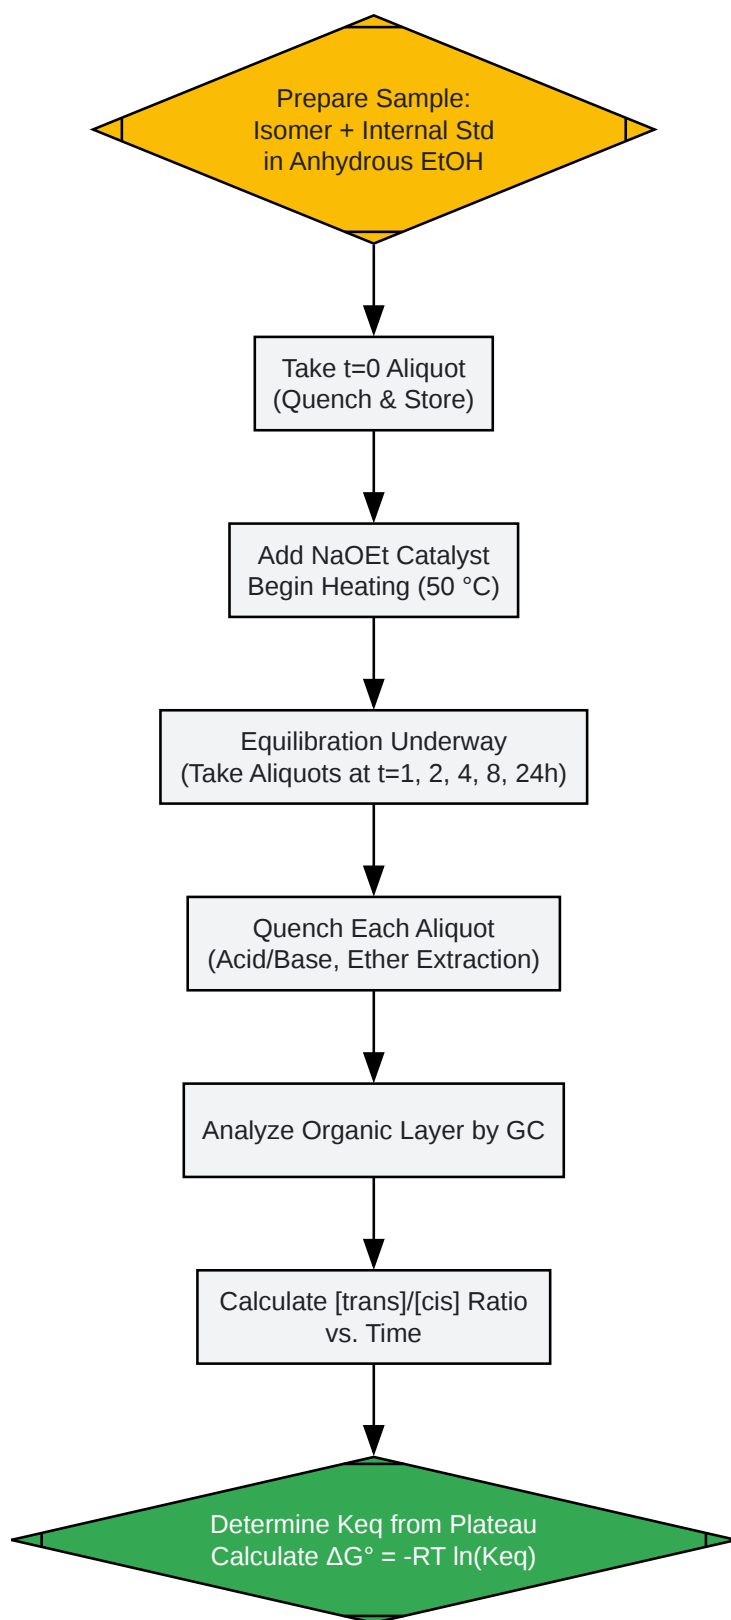 Prepare Sample:
Isomer + Internal Std
in Anhydrous EtOH
Take t=0 Aliquot
(Quench & Store)
Add NaOEt Catalyst
Begin Heating (50 °C)
Equilibration Underway
(Take Aliquots at t=1, 2, 4, 8, 24h)
Quench Each Aliquot
(Acid/Base, Ether Extraction)
Analyze Organic Layer by GC
Calculate [trans]/[cis] Ratio
vs. Time
Determine Keq from Plateau
Calculate ΔG° = -RT ln(Keq)